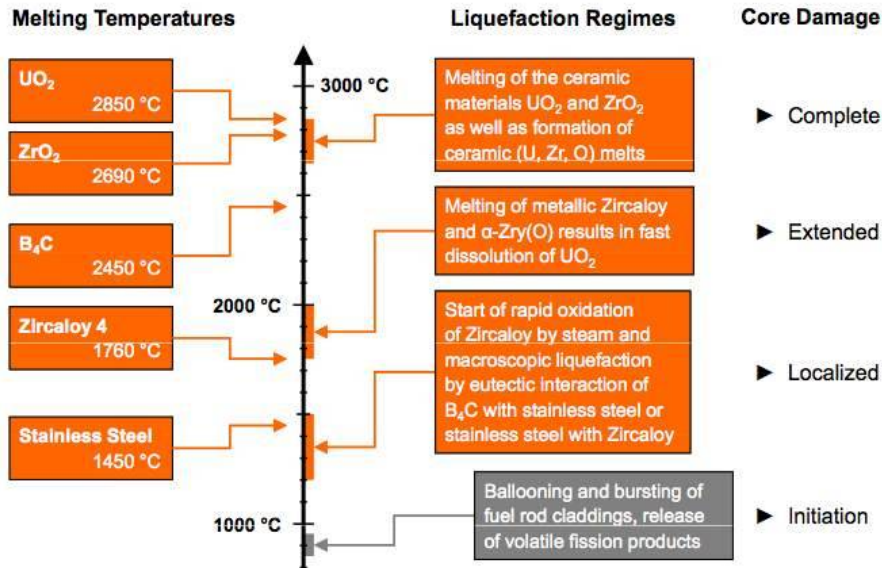 Melting Temperatures
Liquefaction Regimes
Core Damage
UO₂
2850 °C
ZrO₂
2690 °C
B₄C
2450 °C
Zircaloy 4
1760 °C
Stainless Steel
1450 °C
3000 °C
2000 °C
1000 °C
Melting of the ceramic
materials UO₂ and ZrO₂
as well as formation of
ceramic (U, Zr, O) melts
► Complete
Melting of metallic Zircaloy
and α-Zry(O) results in fast
dissolution of UO₂
► Extended
Start of rapid oxidation
of Zircaloy by steam and
macroscopic liquefaction
by eutectic interaction of
B₄C with stainless steel or
stainless steel with Zircaloy
► Localized
Ballooning and bursting of
fuel rod claddings, release
of volatile fission products
► Initiation